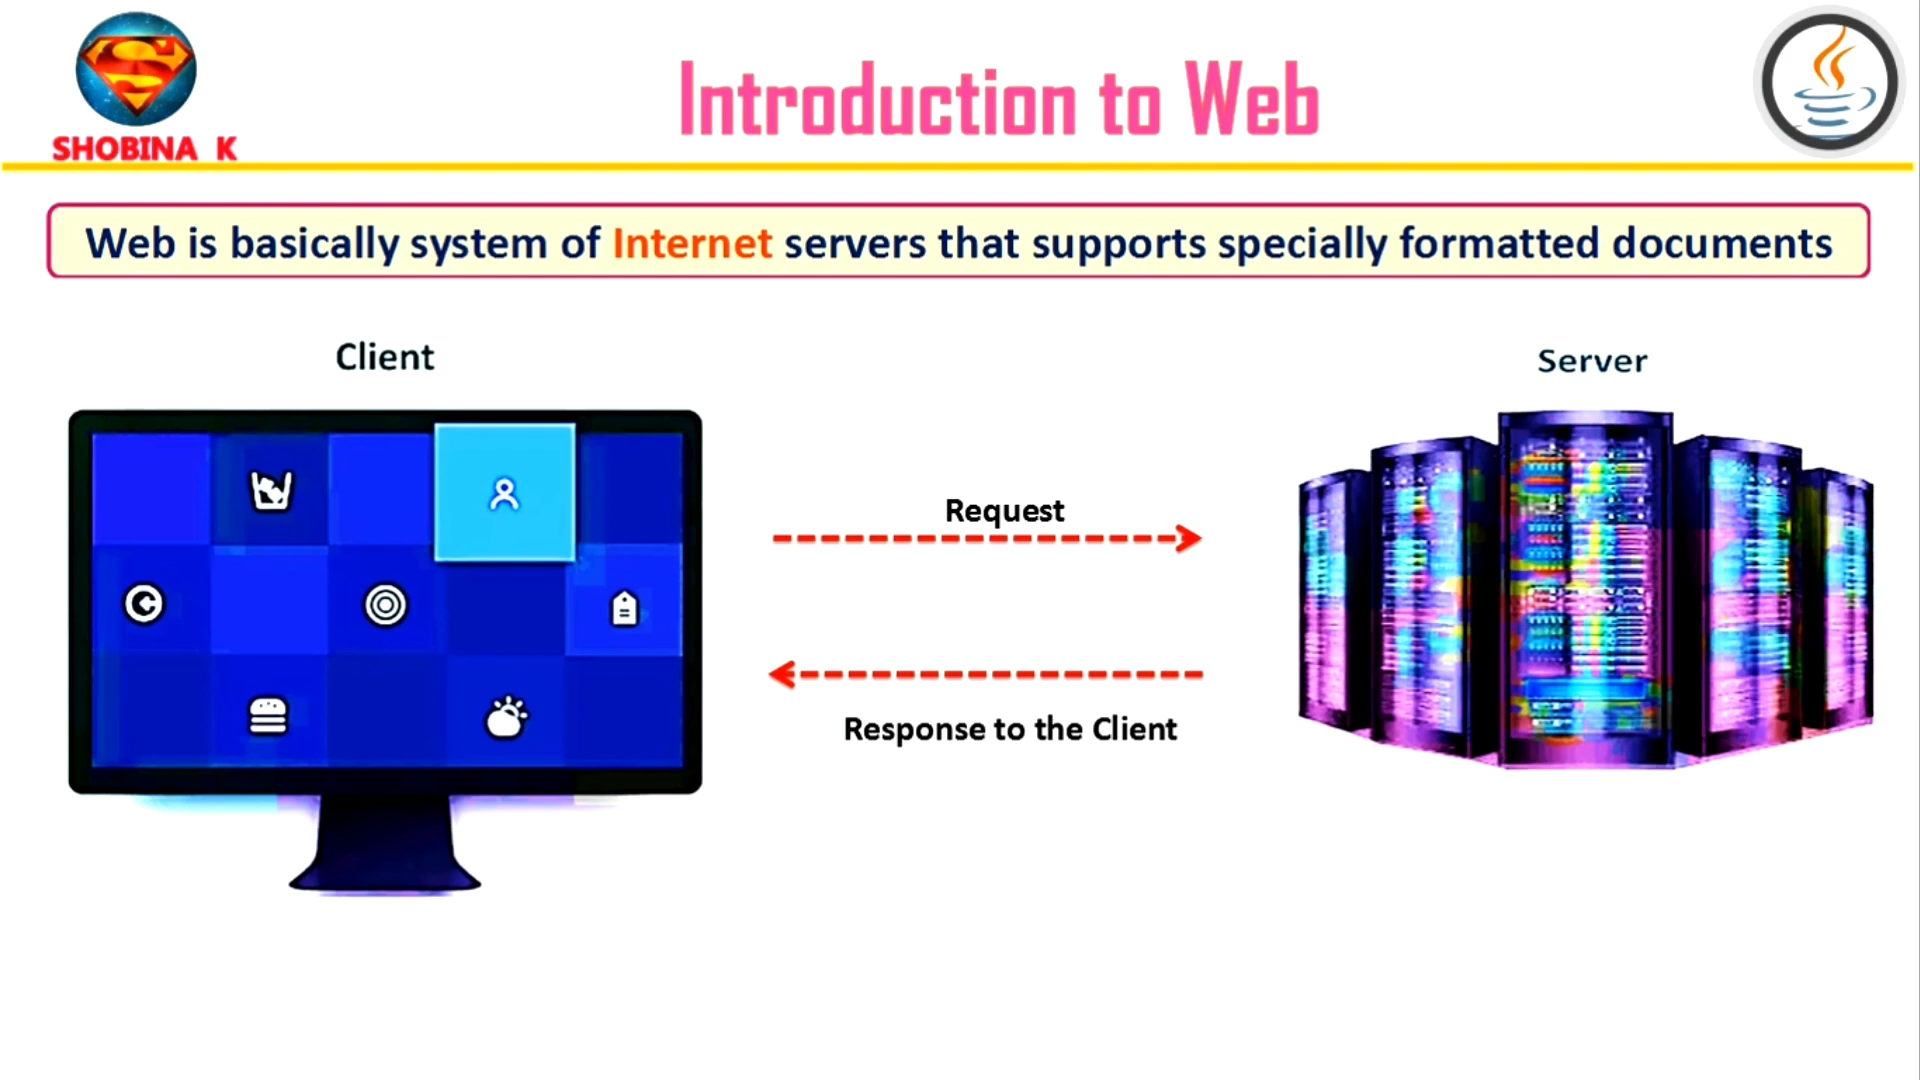 SHOBINA K
Introduction to Web
Web is basically system of Internet servers that supports specially formatted documents
Client
Server
Request
Response to the Client